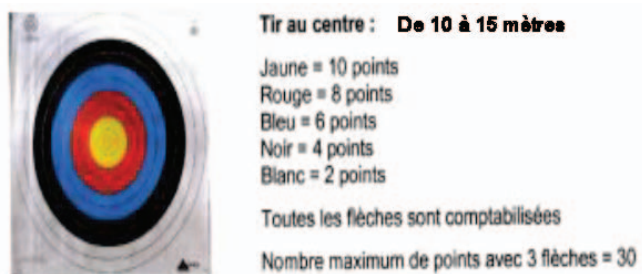 Tir au centre : De 10 à 15 mètres
Jaune = 10 points
Rouge = 8 points
Bleu = 6 points
Noir = 4 points
Blanc = 2 points
Toutes les flèches sont comptabilisées
Nombre maximum de points avec 3 flèches = 30